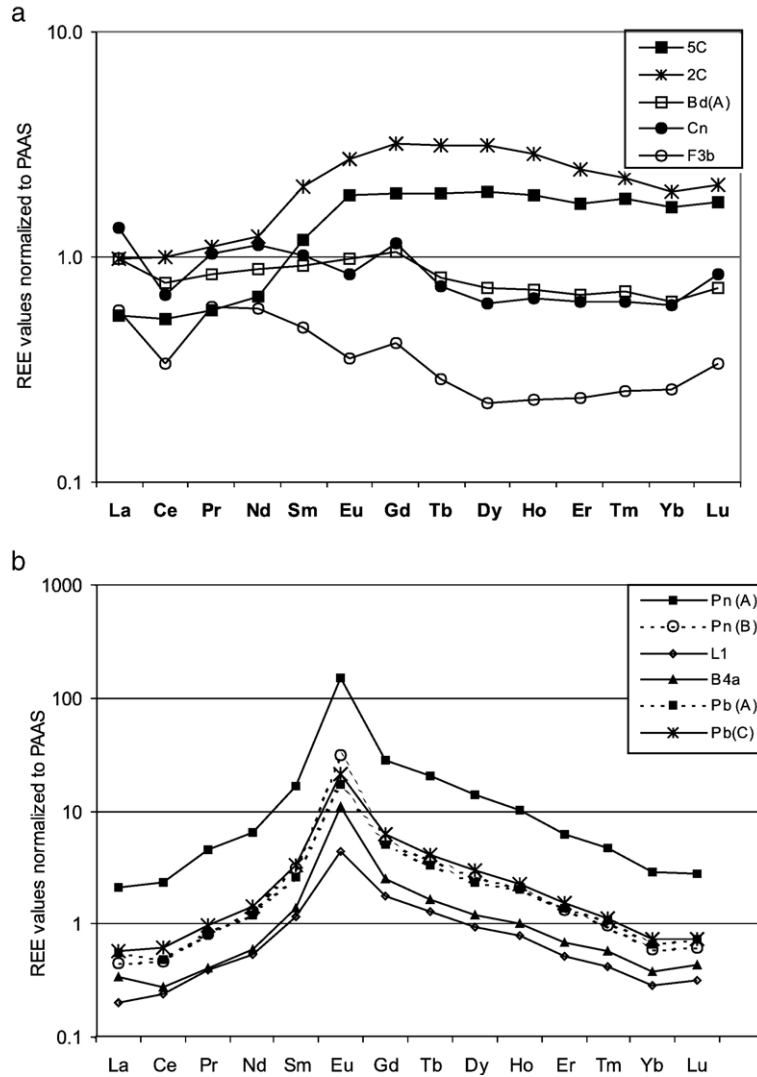 a
10.0
1.0
0.1
REE values normalized to PAAS
5C
2C
Bd(A)
Cn
F3b
La Ce Pr Nd Sm Eu Gd Tb Dy Ho Er Tm Yb Lu
b
1000
100
10
1
0.1
REE values normalized to PAAS
Pn(A)
Pn(B)
L1
B4a
Pb(A)
Pb(C)
La Ce Pr Nd Sm Eu Gd Tb Dy Ho Er Tm Yb Lu